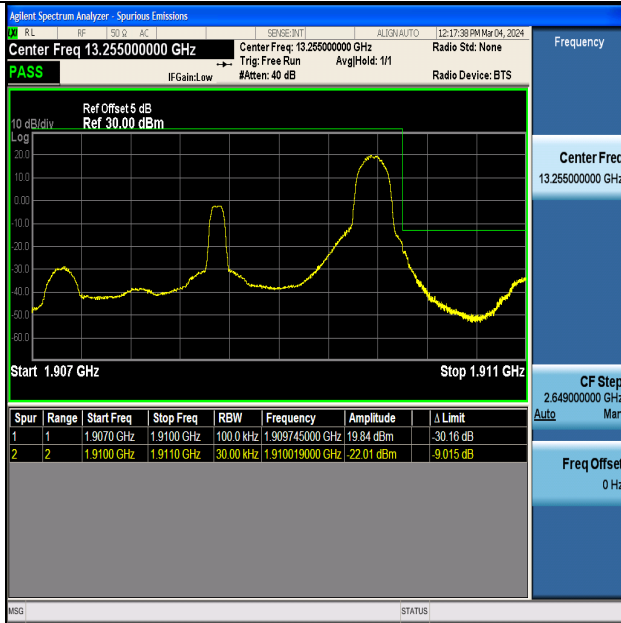 Agilent Spectrum Analyzer - Spurious Emissions
RL RF 50 Ω AC SENSE:INT ALIGN AUTO 12:17:38 PM Mar 04, 2024
Center Freq 13.255000000 GHz Center Freq: 13.255000000 GHz Radio Std: None
Trig: Free Run Avg|Hold: 1/1
PASS IFGain:Low #Atten: 40 dB Radio Device: BTS
Ref Offset 5 dB
10 dB/div Ref 30.00 dBm
Log
20.0
10.0
0.00
-10.0
-20.0
-30.0
-40.0
-50.0
-60.0
Start 1.907 GHz Stop 1.911 GHz
Spur Range Start Freq Stop Freq RBW Frequency Amplitude Δ Limit
1 1 1.9070 GHz 1.9100 GHz 100.0 kHz 1.909745000 GHz 19.84 dBm -30.16 dB
2 2 1.9100 GHz 1.9110 GHz 30.00 kHz 1.910019000 GHz -22.01 dBm -9.015 dB
Frequency
Center Freq
13.255000000 GHz
CF Step
2.649000000 GHz
Auto Man
Freq Offset
0 Hz
MSG STATUS